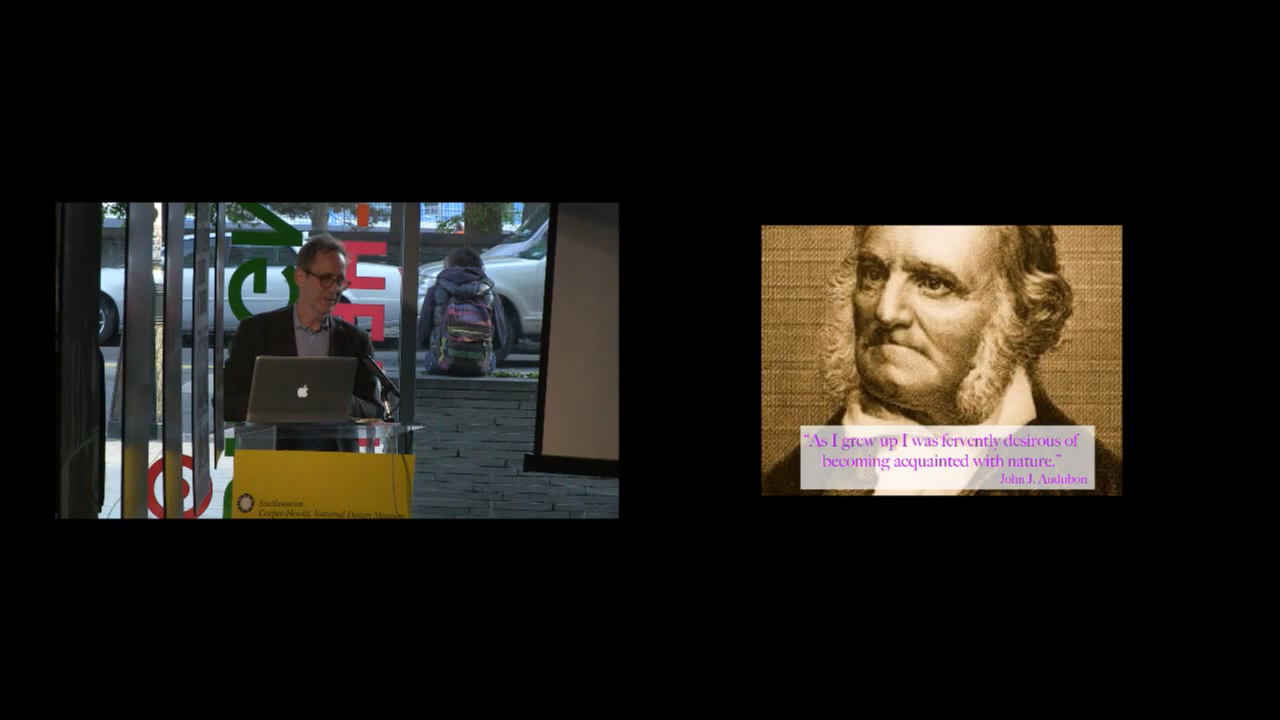 Smithsonian
Cooper-Hewitt, National Design Museum
“As I grew up I was fervently desirous of
becoming acquainted with nature.”
John J. Audubon